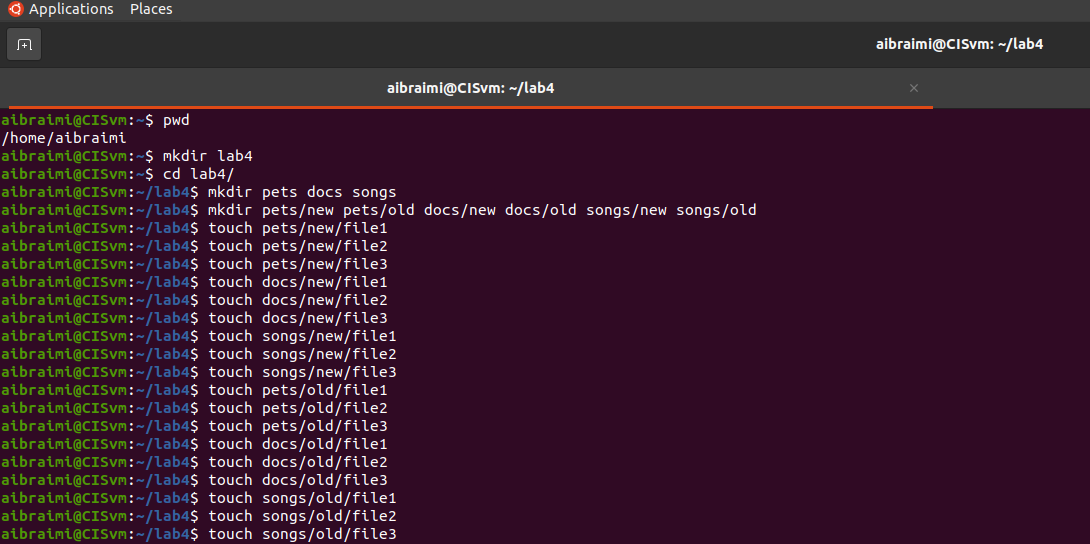 Applications Places
aibraimi@CISvm: ~/lab4
aibraimi@CISvm: ~/lab4 ×
aibraimi@CISvm:~$ pwd
/home/aibraimi
aibraimi@CISvm:~$ mkdir lab4
aibraimi@CISvm:~$ cd lab4/
aibraimi@CISvm:~/lab4$ mkdir pets docs songs
aibraimi@CISvm:~/lab4$ mkdir pets/new pets/old docs/new docs/old songs/new songs/old
aibraimi@CISvm:~/lab4$ touch pets/new/file1
aibraimi@CISvm:~/lab4$ touch pets/new/file2
aibraimi@CISvm:~/lab4$ touch pets/new/file3
aibraimi@CISvm:~/lab4$ touch docs/new/file1
aibraimi@CISvm:~/lab4$ touch docs/new/file2
aibraimi@CISvm:~/lab4$ touch docs/new/file3
aibraimi@CISvm:~/lab4$ touch songs/new/file1
aibraimi@CISvm:~/lab4$ touch songs/new/file2
aibraimi@CISvm:~/lab4$ touch songs/new/file3
aibraimi@CISvm:~/lab4$ touch pets/old/file1
aibraimi@CISvm:~/lab4$ touch pets/old/file2
aibraimi@CISvm:~/lab4$ touch pets/old/file3
aibraimi@CISvm:~/lab4$ touch docs/old/file1
aibraimi@CISvm:~/lab4$ touch docs/old/file2
aibraimi@CISvm:~/lab4$ touch docs/old/file3
aibraimi@CISvm:~/lab4$ touch songs/old/file1
aibraimi@CISvm:~/lab4$ touch songs/old/file2
aibraimi@CISvm:~/lab4$ touch songs/old/file3